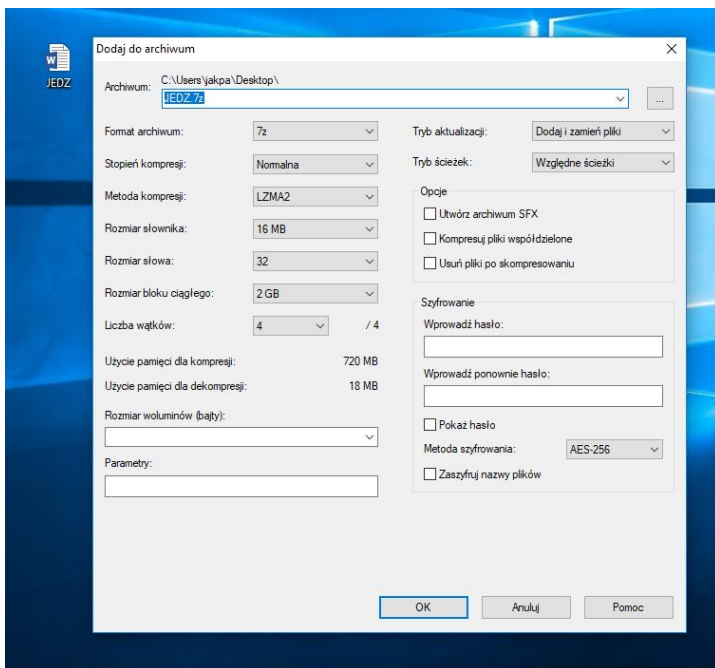 W
JEDZ
Dodaj do archiwum
Archiwum:
C:\Users\jakpa\Desktop\
JEDZ.7z
...
Format archiwum:
7z
Stopień kompresji:
Normalna
Metoda kompresji:
LZMA2
Rozmiar słownika:
16 MB
Rozmiar słowa:
32
Rozmiar bloku ciągłego:
2 GB
Liczba wątków:
4
/ 4
Użycie pamięci dla kompresji:
720 MB
Użycie pamięci dla dekompresji:
18 MB
Rozmiar woluminów (bajty):
Parametry:
Tryb aktualizacji:
Dodaj i zamień pliki
Tryb ścieżek:
Względne ścieżki
Opcje
Utwórz archiwum SFX
Kompresuj pliki współdzielone
Usuń pliki po skompresowaniu
Szyfrowanie
Wprowadź hasło:
Wprowadź ponownie hasło:
Pokaż hasło
Metoda szyfrowania:
AES-256
Zaszyfruj nazwy plików
OK
Anuluj
Pomoc